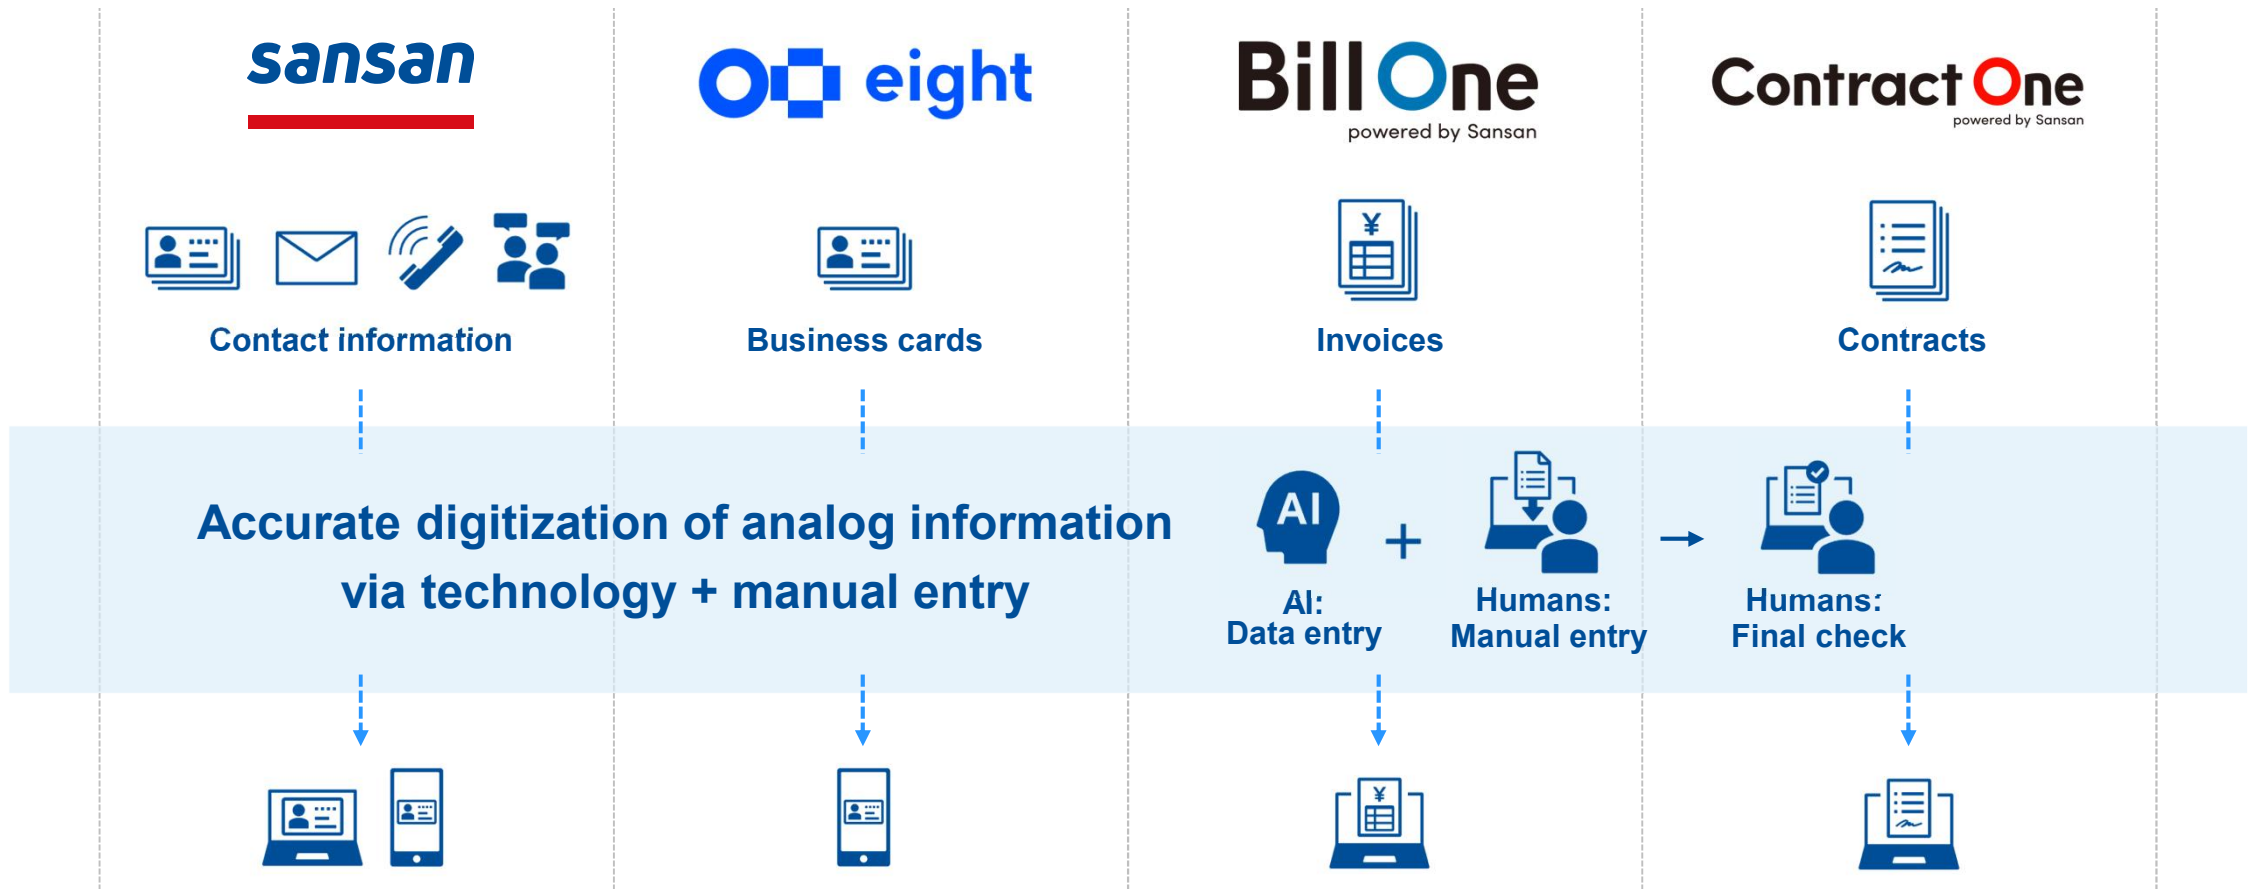 sansan
eight
Bill One
powered by Sansan
Contract One
powered by Sansan
¥
Contact information
Business cards
Invoices
Contracts
Accurate digitization of analog information
via technology + manual entry
AI
+
AI:
Data entry
Humans:
Manual entry
Humans:
Final check
¥